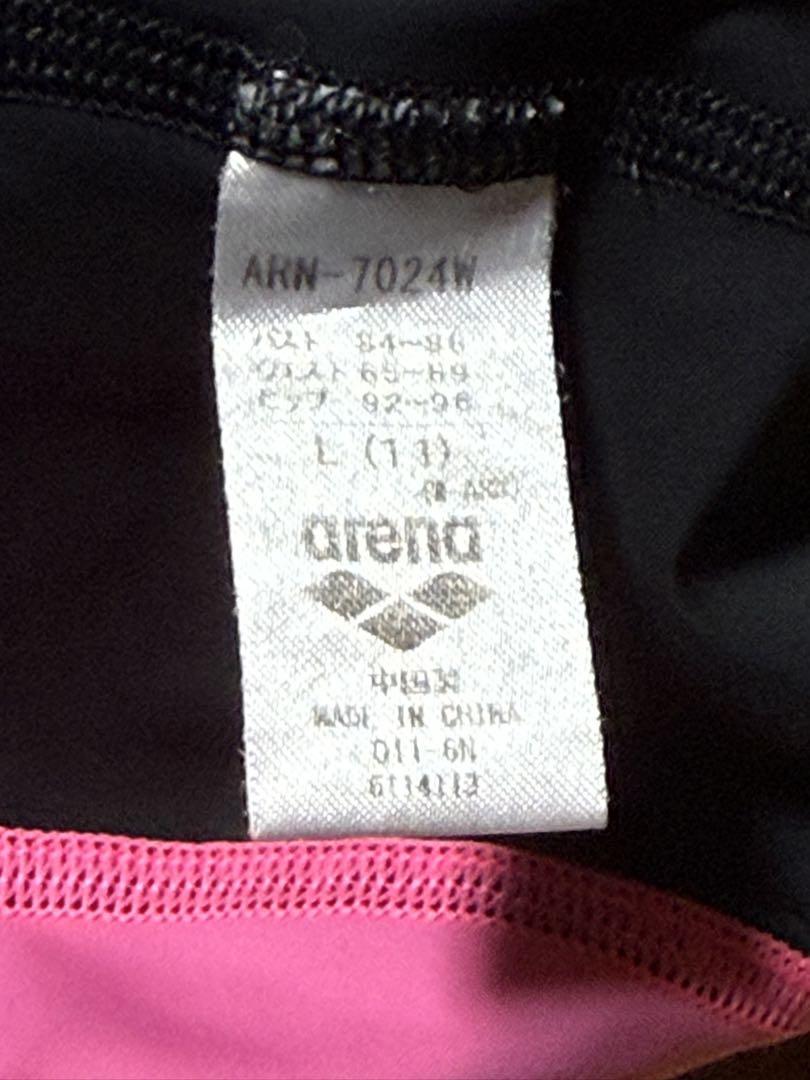 ARN-7024W
バスト 84~86
ウエスト 65~69
ヒップ 92~96
L (11)
arena
中国製
MADE IN CHINA
011-6N
6114113